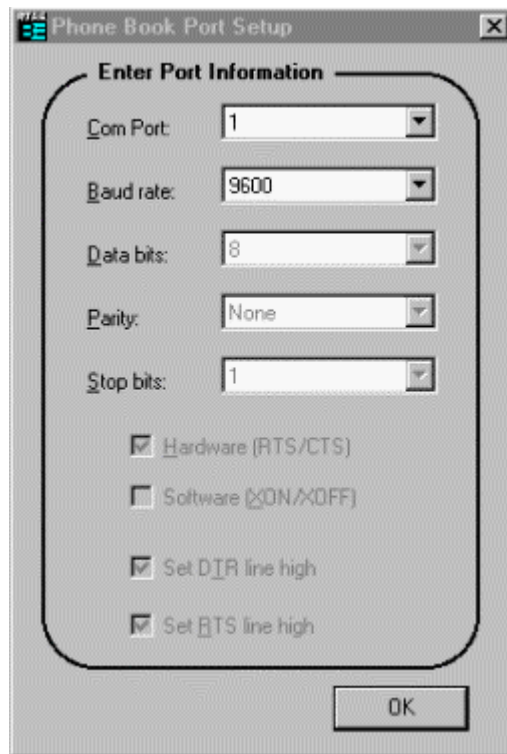 Phone Book Port Setup
Enter Port Information
Com Port: 1
Baud rate: 9600
Data bits: 8
Parity: None
Stop bits: 1
Hardware (RTS/CTS)
Software (XON/XOFF)
Set DTR line high
Set RTS line high
OK